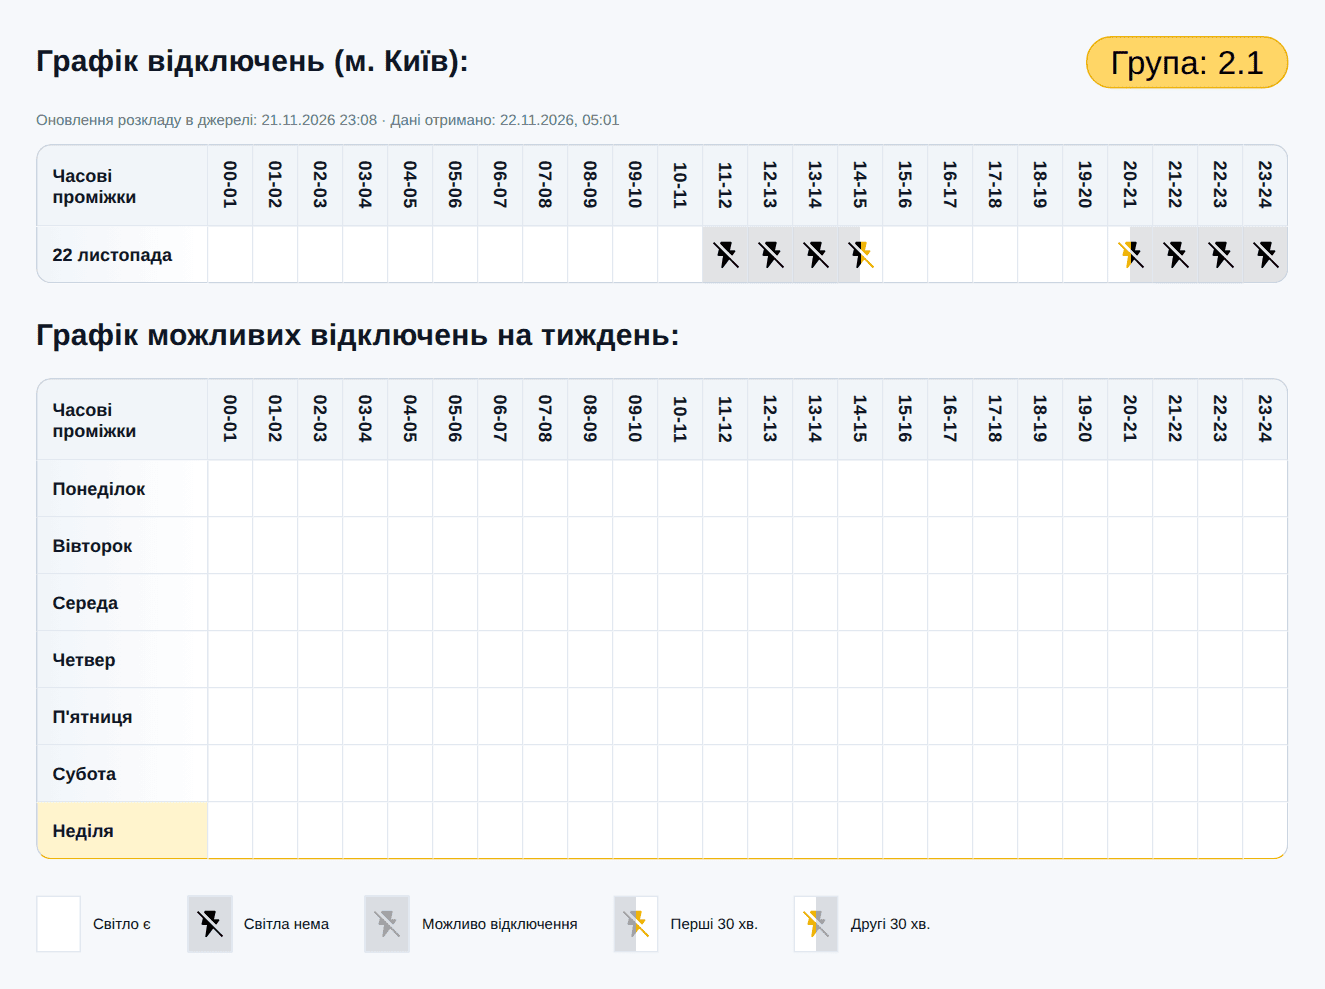 Графік відключень (м. Київ):
Група: 2.1
Оновлення розкладу в джерелі: 21.11.2026 23:08 · Дані отримано: 22.11.2026, 05:01
Часові
проміжки
00-01 01-02 02-03 03-04 04-05 05-06 06-07 07-08 08-09 09-10 10-11 11-12 12-13 13-14 14-15 15-16 16-17 17-18 18-19 19-20 20-21 21-22 22-23 23-24
22 листопада
Графік можливих відключень на тиждень:
Часові
проміжки
00-01 01-02 02-03 03-04 04-05 05-06 06-07 07-08 08-09 09-10 10-11 11-12 12-13 13-14 14-15 15-16 16-17 17-18 18-19 19-20 20-21 21-22 22-23 23-24
Понеділок
Вівторок
Середа
Четвер
П'ятниця
Субота
Неділя
Світло є
Світла нема
Можливо відключення
Перші 30 хв.
Другі 30 хв.